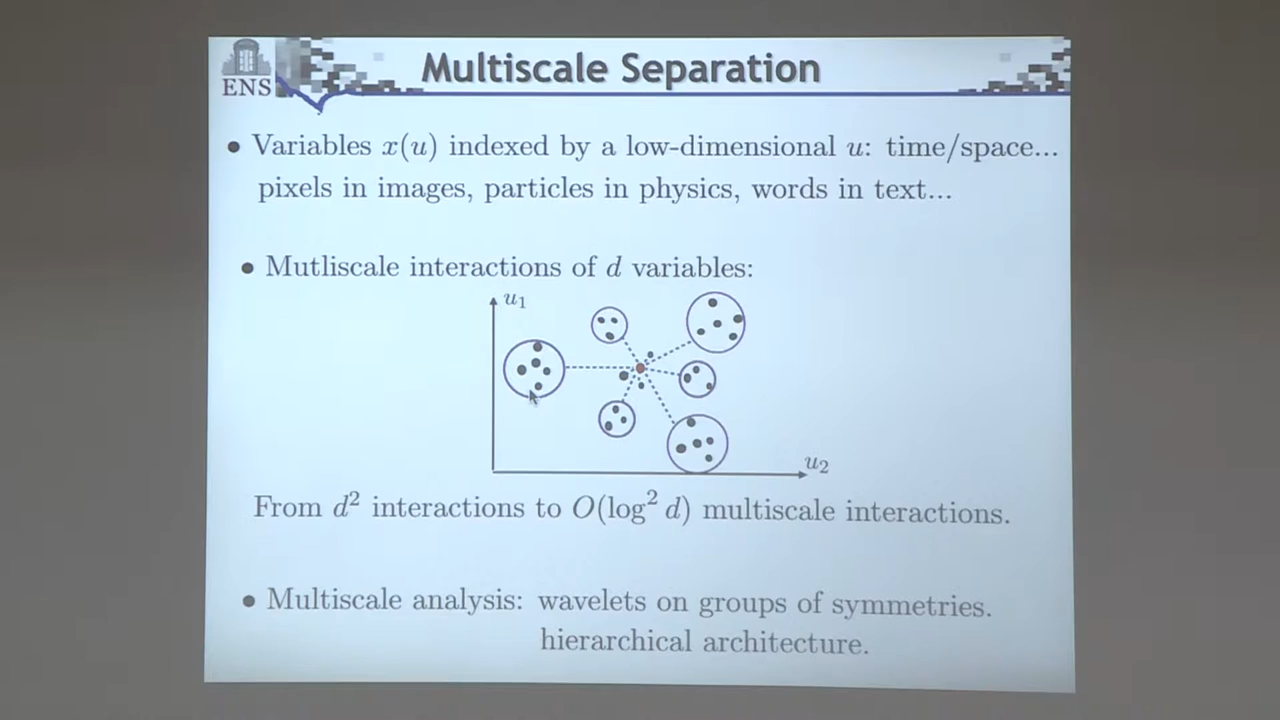 ENS
Multiscale Separation
• Variables x(u) indexed by a low-dimensional u: time/space...
pixels in images, particles in physics, words in text...
• Mutliscale interactions of d variables:
u₁
u₂
From d² interactions to O(log² d) multiscale interactions.
• Multiscale analysis: wavelets on groups of symmetries.
hierarchical architecture.